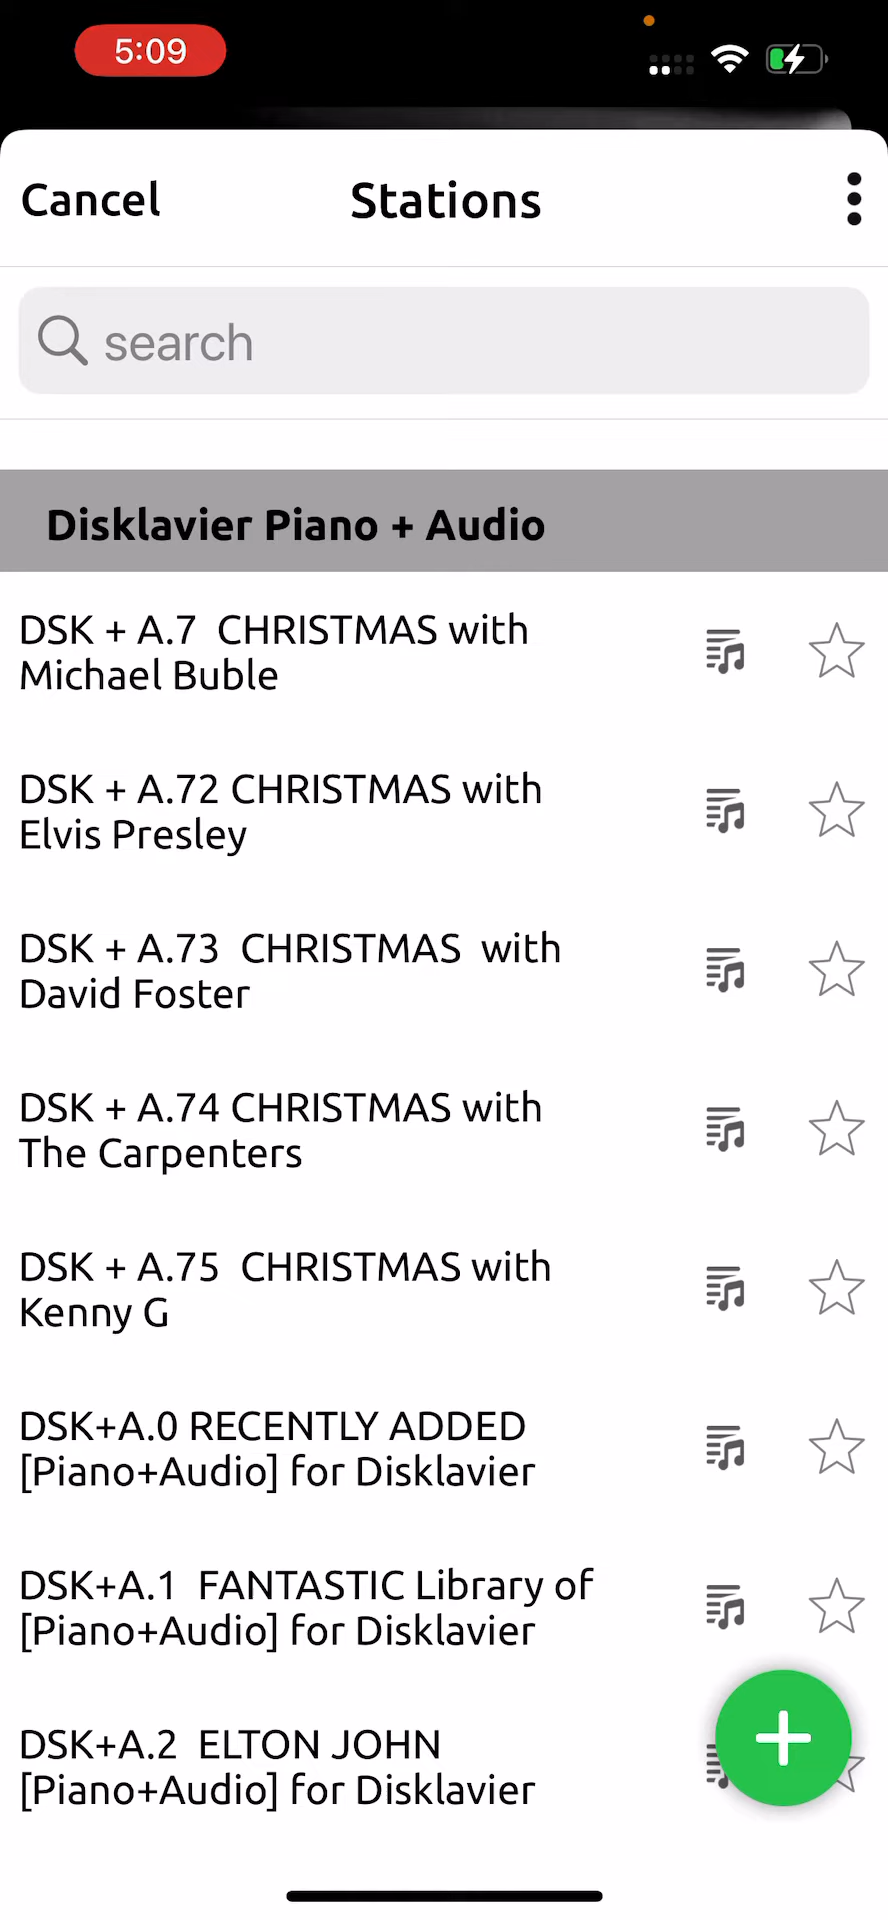 5:09
Cancel
Stations
search
Disklavier Piano + Audio
DSK + A.7  CHRISTMAS with
Michael Buble
DSK + A.72 CHRISTMAS with
Elvis Presley
DSK + A.73  CHRISTMAS  with
David Foster
DSK + A.74 CHRISTMAS with
The Carpenters
DSK + A.75  CHRISTMAS with
Kenny G
DSK+A.0 RECENTLY ADDED
[Piano+Audio] for Disklavier
DSK+A.1  FANTASTIC Library of
[Piano+Audio] for Disklavier
DSK+A.2  ELTON JOHN
[Piano+Audio] for Disklavier